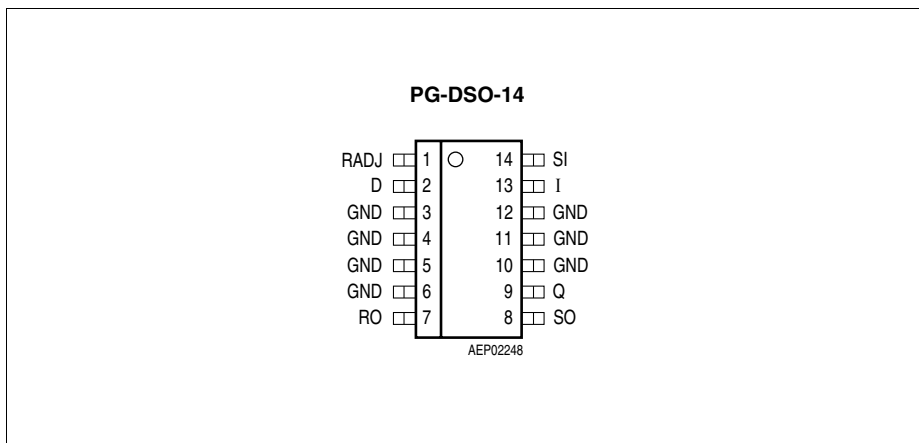 PG-DSO-14
RADJ 1 14 SI
D 2 13 I
GND 3 12 GND
GND 4 11 GND
GND 5 10 GND
GND 6 9 Q
RO 7 8 SO
AEP02248